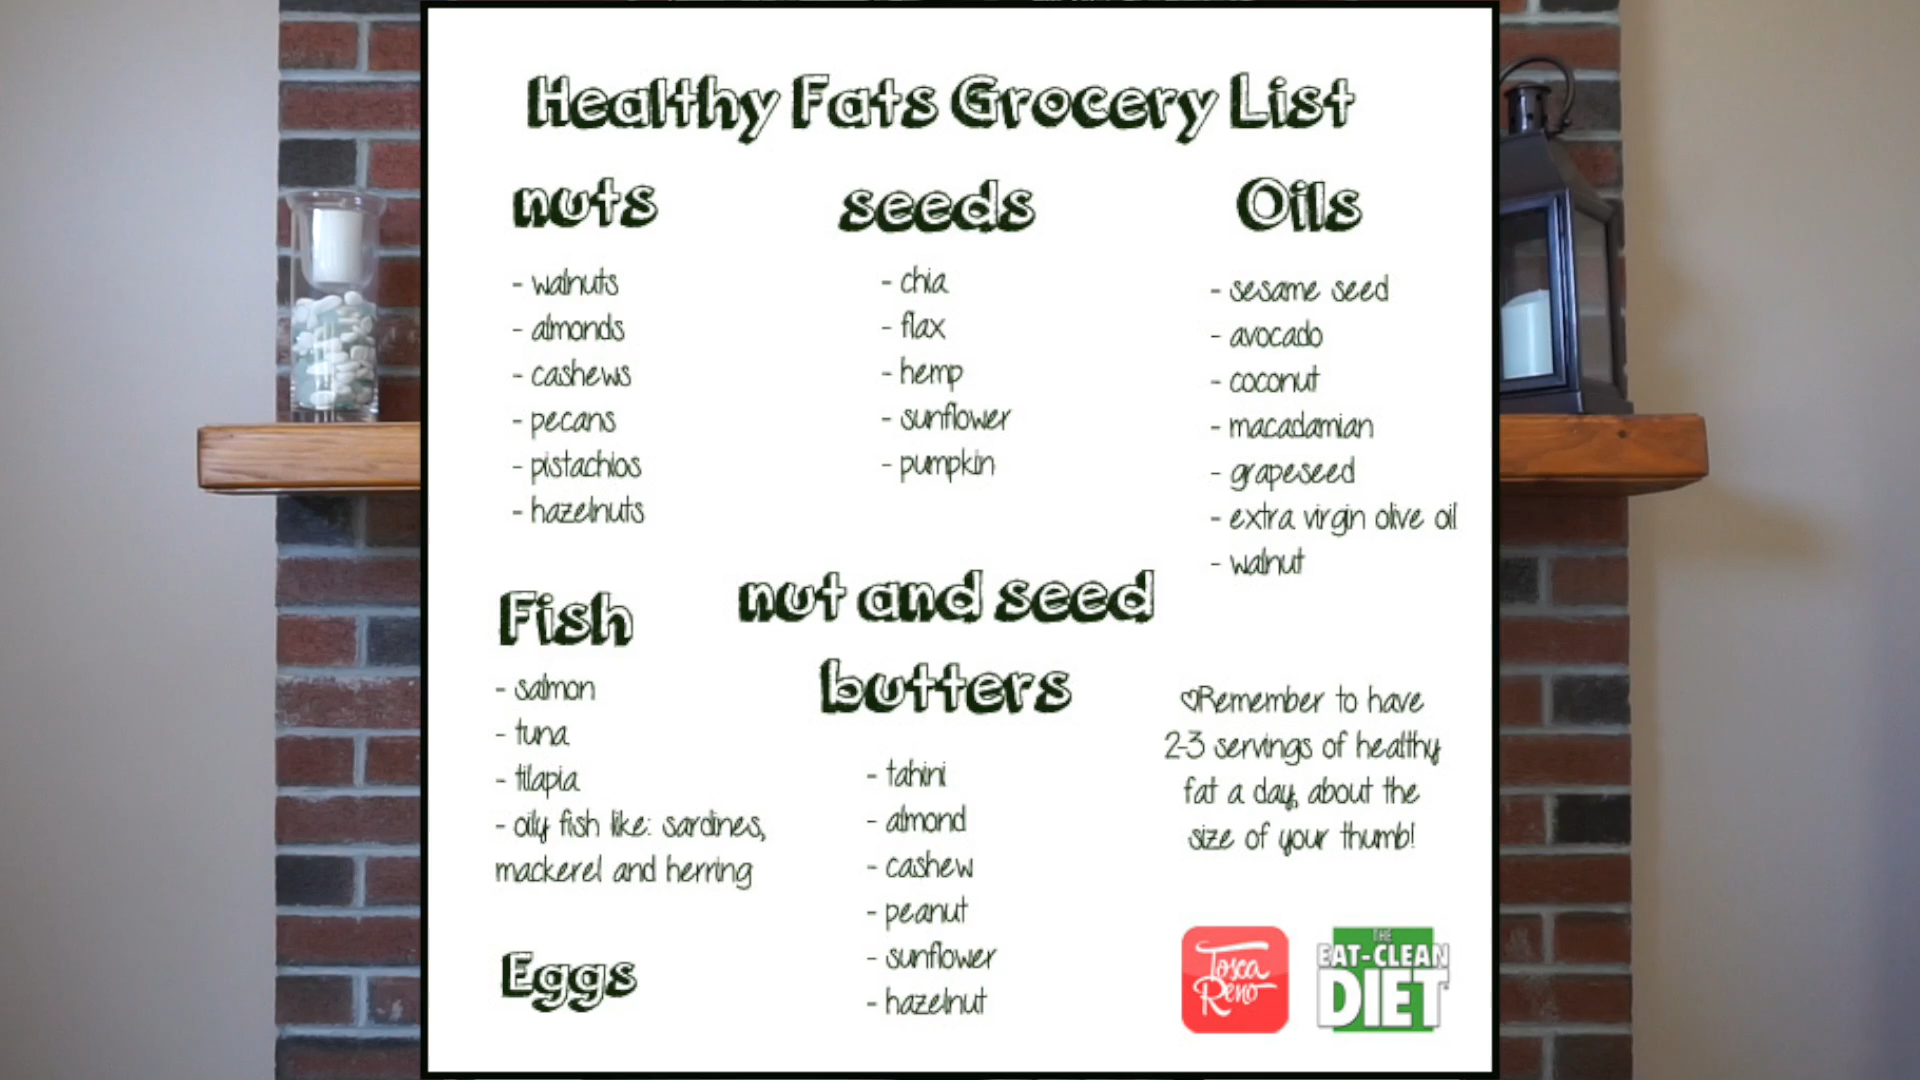 Healthy Fats Grocery List
nuts
- walnuts
- almonds
- cashews
- pecans
- pistachios
- hazelnuts
seeds
- chia
- flax
- hemp
- sunflower
- pumpkin
Oils
- sesame seed
- avocado
- coconut
- macadamian
- grapeseed
- extra virgin olive oil
- walnut
Fish
- salmon
- tuna
- tilapia
- oily fish like: sardines,
mackerel and herring
Eggs
nut and seed
butters
- tahini
- almond
- cashew
- peanut
- sunflower
- hazelnut
♡Remember to have
2-3 servings of healthy
fat a day, about the
size of your thumb!
Tosca
Reno
THE
EAT-CLEAN
DIET